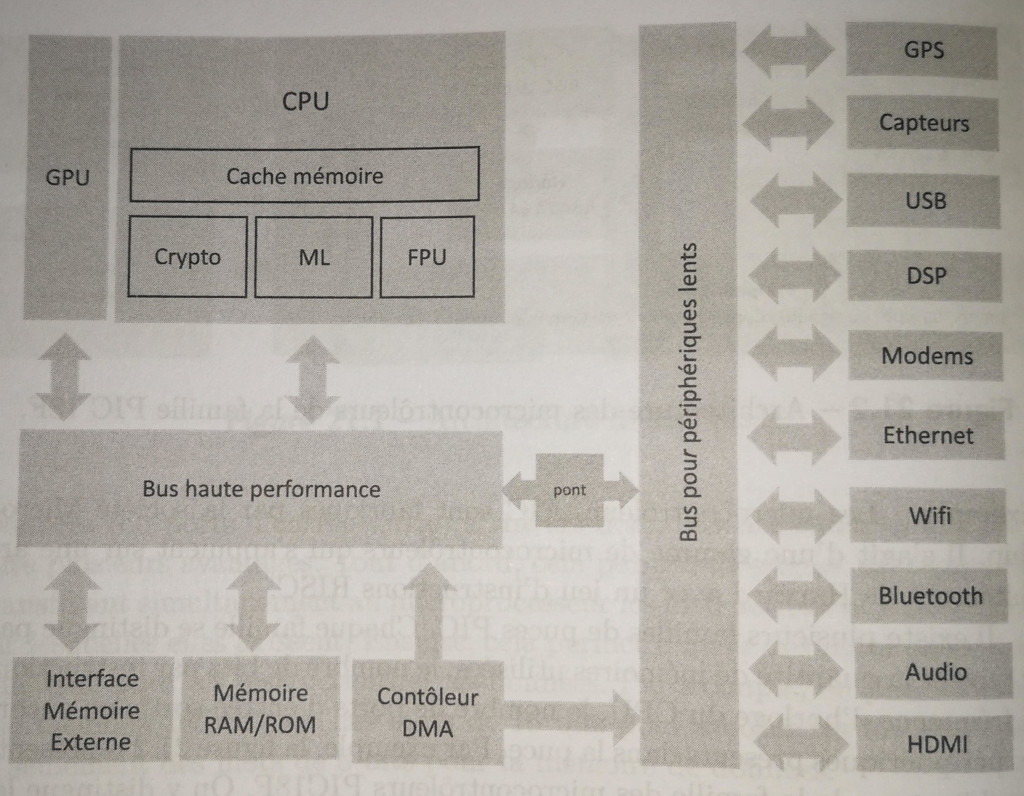 GPU
CPU
Cache mémoire
Crypto
ML
FPU
Bus haute performance
pont
Bus pour périphériques lents
Interface
Mémoire
Externe
Mémoire
RAM/ROM
Contôleur
DMA
GPS
Capteurs
USB
DSP
Modems
Ethernet
Wifi
Bluetooth
Audio
HDMI